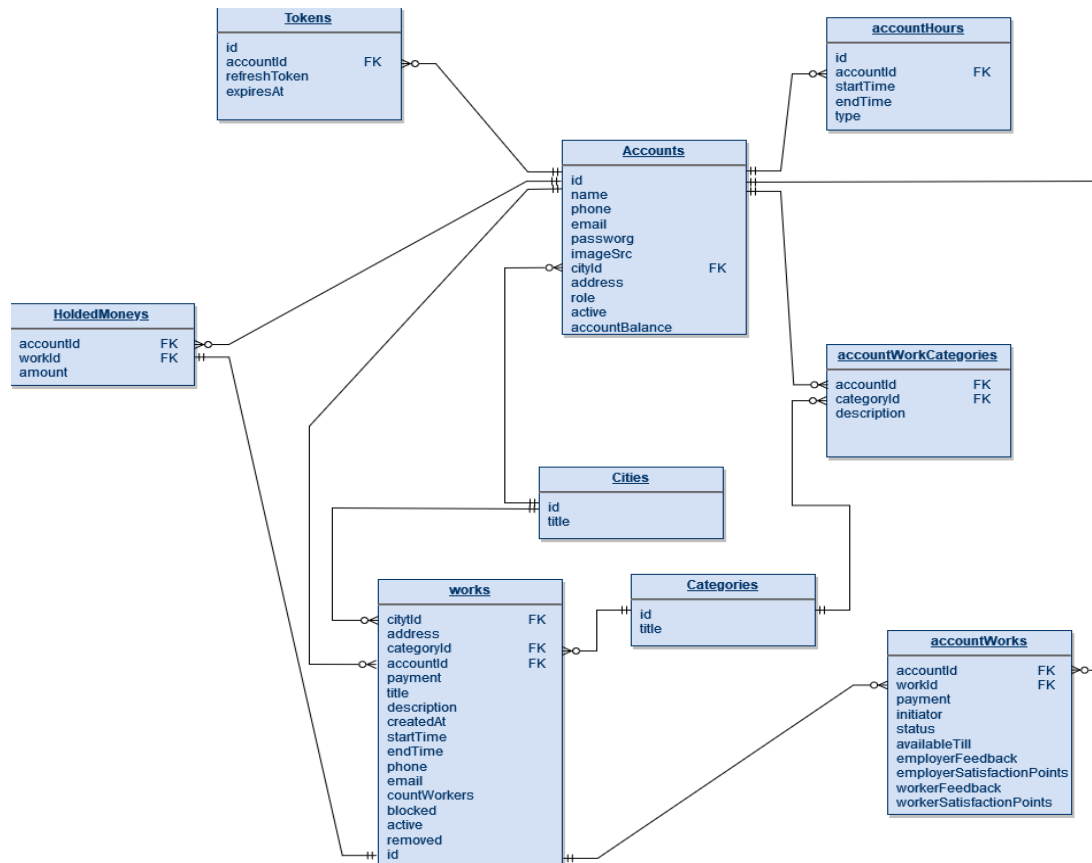 Tokens
id
accountId FK
refreshToken
expiresAt
accountHours
id
accountId FK
startTime
endTime
type
Accounts
id
name
phone
email
passworg
imageSrc
cityId FK
address
role
active
accountBalance
HoldedMoneys
accountId FK
workId FK
amount
accountWorkCategories
accountId FK
categoryId FK
description
Cities
id
title
works
citytId FK
address
categoryId FK
accountId FK
payment
title
description
createdAt
startTime
endTime
phone
email
countWorkers
blocked
active
removed
id
Categories
id
title
accountWorks
accountId FK
workId FK
payment
initiator
status
availableTill
employerFeedback
employerSatisfactionPoints
workerFeedback
workerSatisfactionPoints